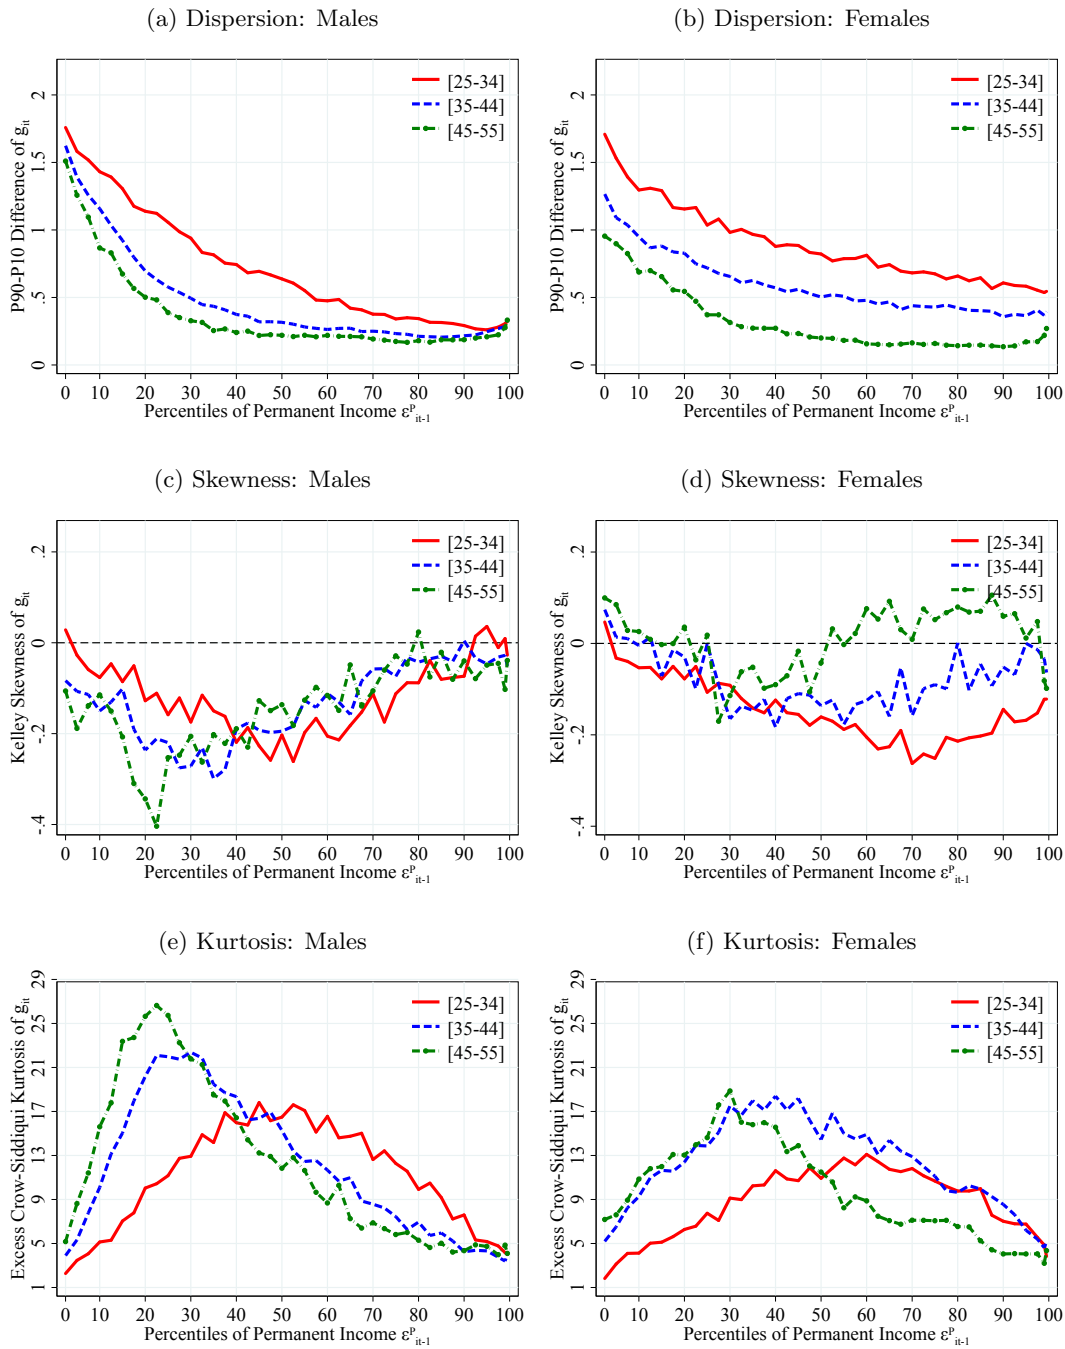 (a) Dispersion: Males
P90-P10 Difference of g_it
2
1.5
1
.5
0
[25-34]
[35-44]
[45-55]
0 10 20 30 40 50 60 70 80 90 100
Percentiles of Permanent Income ε^P_it-1
(b) Dispersion: Females
P90-P10 Difference of g_it
2
1.5
1
.5
0
[25-34]
[35-44]
[45-55]
0 10 20 30 40 50 60 70 80 90 100
Percentiles of Permanent Income ε^P_it-1
(c) Skewness: Males
Kelley Skewness of g_it
.2
0
-.2
-.4
[25-34]
[35-44]
[45-55]
0 10 20 30 40 50 60 70 80 90 100
Percentiles of Permanent Income ε^P_it-1
(d) Skewness: Females
Kelley Skewness of g_it
.2
0
-.2
-.4
[25-34]
[35-44]
[45-55]
0 10 20 30 40 50 60 70 80 90 100
Percentiles of Permanent Income ε^P_it-1
(e) Kurtosis: Males
Excess Crow-Siddiqui Kurtosis of g_it
29
25
21
17
13
9
5
1
[25-34]
[35-44]
[45-55]
0 10 20 30 40 50 60 70 80 90 100
Percentiles of Permanent Income ε^P_it-1
(f) Kurtosis: Females
Excess Crow-Siddiqui Kurtosis of g_it
29
25
21
17
13
9
5
1
[25-34]
[35-44]
[45-55]
0 10 20 30 40 50 60 70 80 90 100
Percentiles of Permanent Income ε^P_it-1